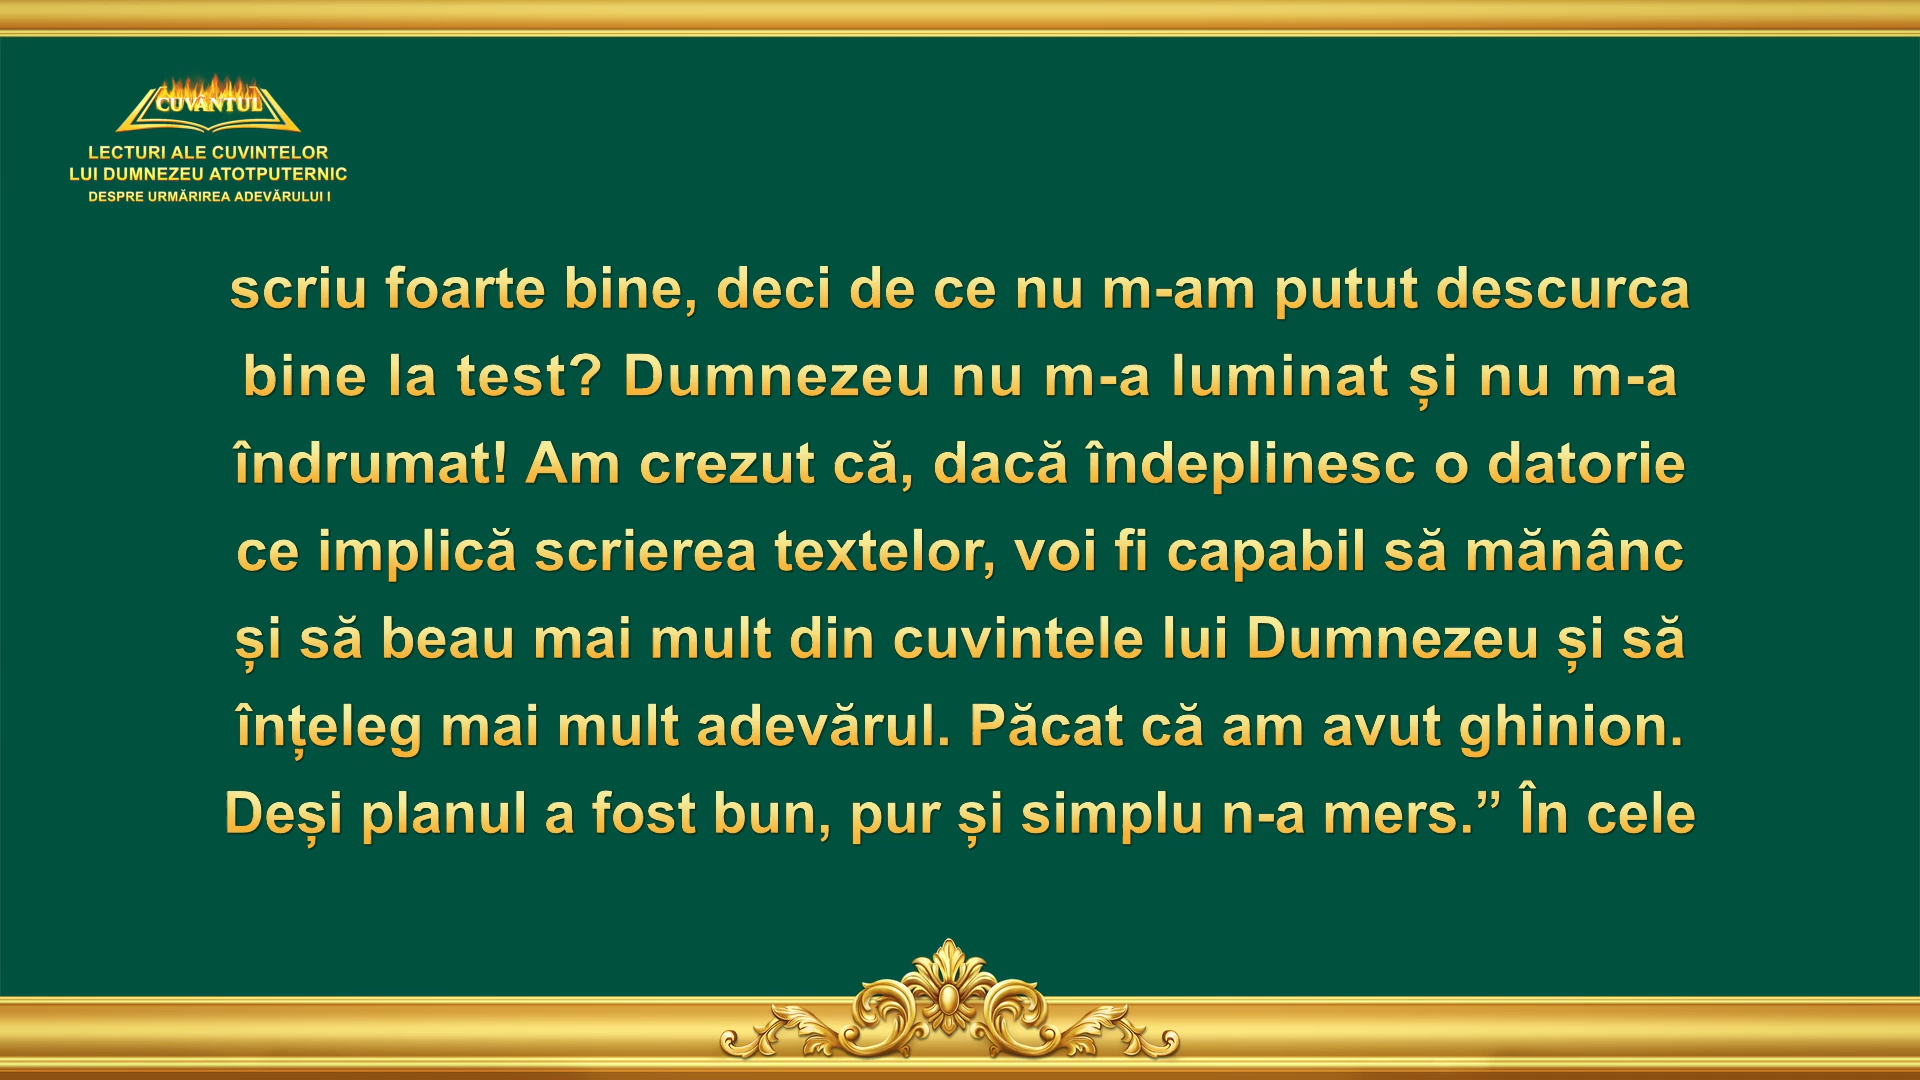 CUVÂNTUL
LECTURI ALE CUVINTELOR
LUI DUMNEZEU ATOTPUTERNIC
DESPRE URMĂRIREA ADEVĂRULUI I
scriu foarte bine, deci de ce nu m-am putut descurca
bine la test? Dumnezeu nu m-a luminat și nu m-a
îndrumat! Am crezut că, dacă îndeplinesc o datorie
ce implică scrierea textelor, voi fi capabil să mănânc
și să beau mai mult din cuvintele lui Dumnezeu și să
înțeleg mai mult adevărul. Păcat că am avut ghinion.
Deși planul a fost bun, pur și simplu n-a mers.” În cele